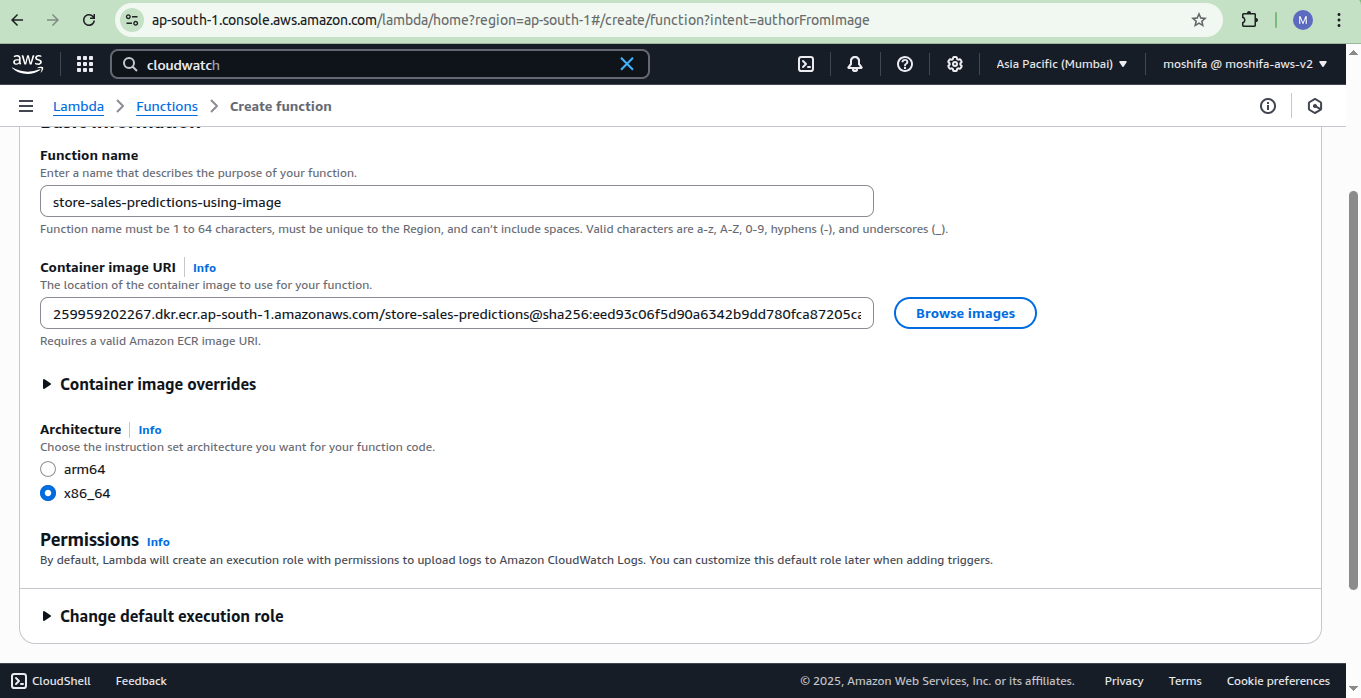 ap-south-1.console.aws.amazon.com/lambda/home?region=ap-south-1#/create/function?intent=authorFromImage
M
aws
cloudwatch
Asia Pacific (Mumbai)
moshifa @ moshifa-aws-v2
Lambda
Functions
Create function
Basic information
Function name
Enter a name that describes the purpose of your function.
store-sales-predictions-using-image
Function name must be 1 to 64 characters, must be unique to the Region, and can't include spaces. Valid characters are a-z, A-Z, 0-9, hyphens (-), and underscores (_).
Container image URI
Info
The location of the container image to use for your function.
259959202267.dkr.ecr.ap-south-1.amazonaws.com/store-sales-predictions@sha256:eed93c06f5d90a6342b9dd780fca87205ca
Browse images
Requires a valid Amazon ECR image URI.
Container image overrides
Architecture
Info
Choose the instruction set architecture you want for your function code.
arm64
x86_64
Permissions
Info
By default, Lambda will create an execution role with permissions to upload logs to Amazon CloudWatch Logs. You can customize this default role later when adding triggers.
Change default execution role
CloudShell
Feedback
© 2025, Amazon Web Services, Inc. or its affiliates.
Privacy
Terms
Cookie preferences